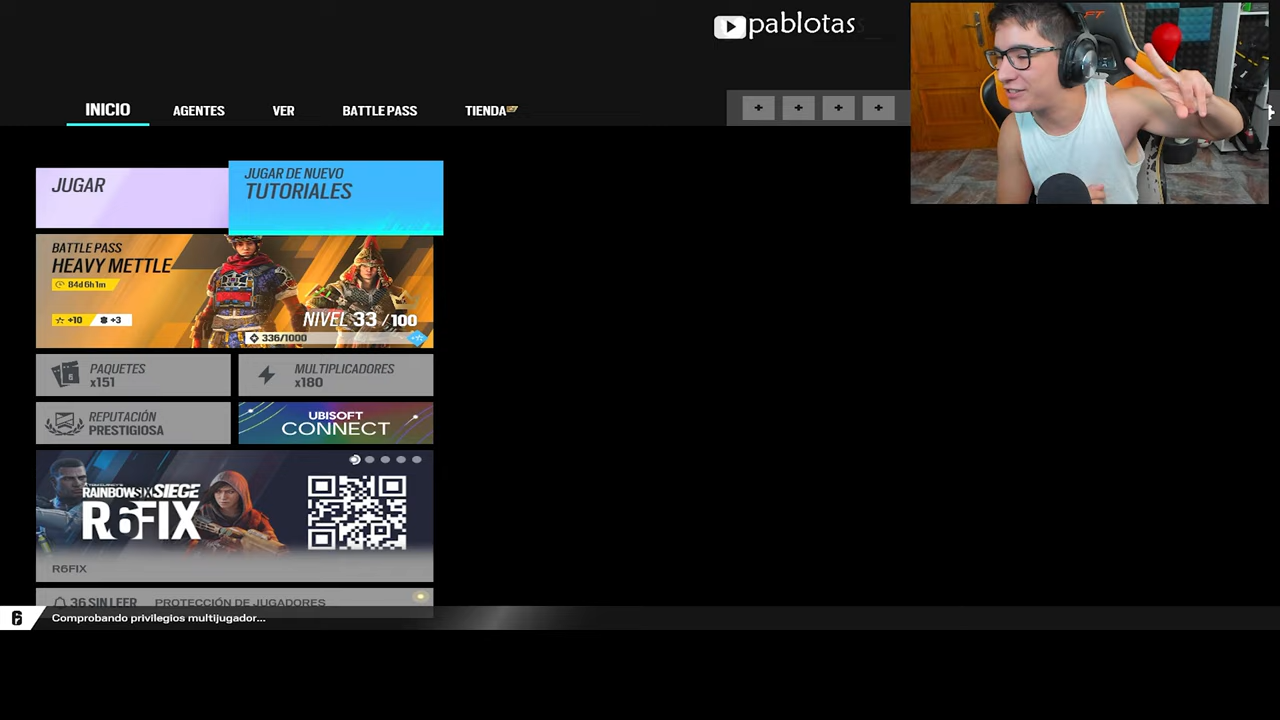 pablotas
INICIO
AGENTES
VER
BATTLE PASS
TIENDA
JUGAR
JUGAR DE NUEVO
TUTORIALES
BATTLE PASS
HEAVY METTLE
84d 6h 1m
+10
+3
NIVEL 33 /100
336/1000
PAQUETES
x151
MULTIPLICADORES
x180
REPUTACIÓN
PRESTIGIOSA
UBISOFT
CONNECT
RAINBOW SIX SIEGE
R6FIX
R6FIX
36 SIN LEER
PROTECCIÓN DE JUGADORES
6
Comprobando privilegios multijugador...